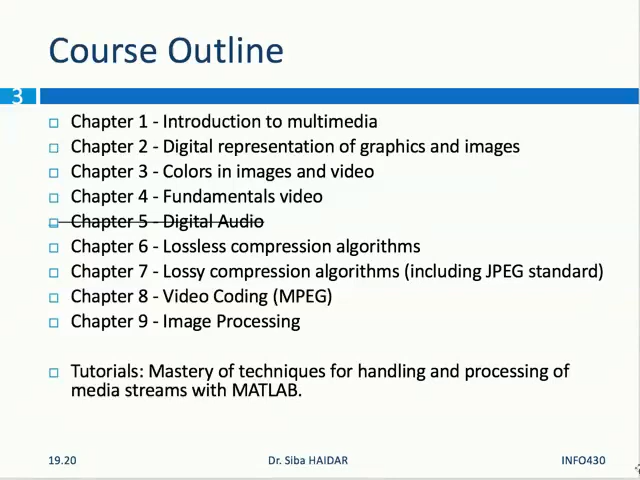 Course Outline
3
Chapter 1 - Introduction to multimedia
Chapter 2 - Digital representation of graphics and images
Chapter 3 - Colors in images and video
Chapter 4 - Fundamentals video
Chapter 5 - Digital Audio
Chapter 6 - Lossless compression algorithms
Chapter 7 - Lossy compression algorithms (including JPEG standard)
Chapter 8 - Video Coding (MPEG)
Chapter 9 - Image Processing
Tutorials: Mastery of techniques for handling and processing of
media streams with MATLAB.
19.20 Dr. Siba HAIDAR INFO430